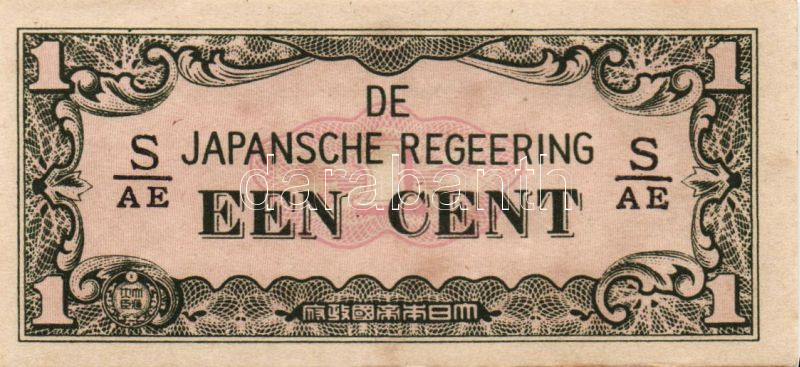 1 1
DE
S JAPANSCHE REGEERING S
AE EEN CENT AE
darabanth
1 大日本帝國政府 1